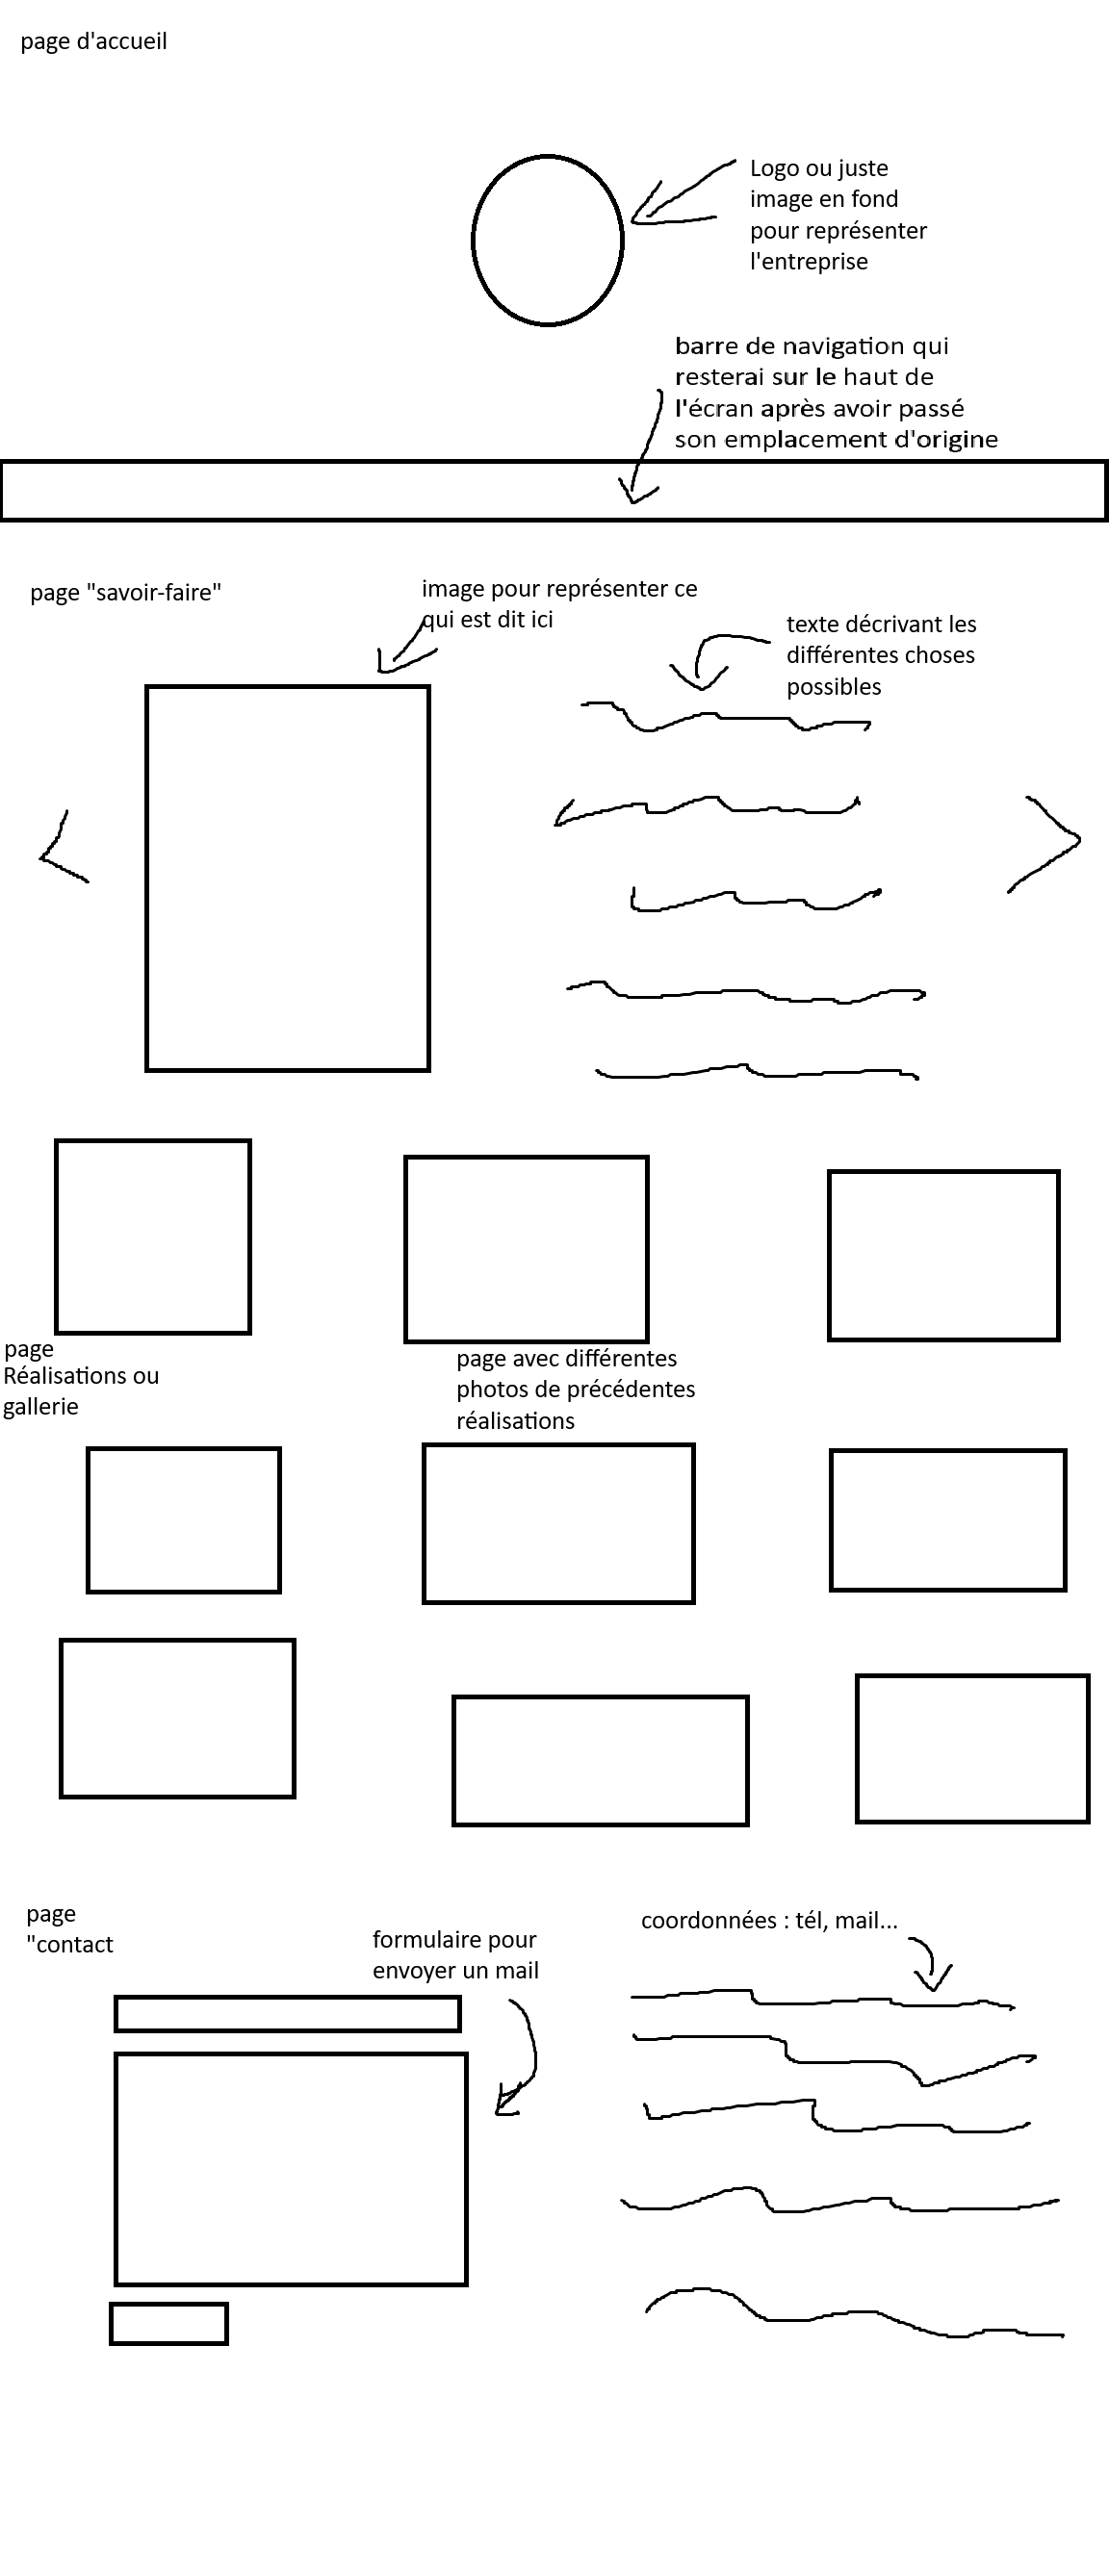 page d'accueil
Logo ou juste
image en fond
pour représenter
l'entreprise
barre de navigation qui
resterai sur le haut de
l'écran après avoir passé
son emplacement d'origine
page "savoir-faire"
image pour représenter ce
qui est dit ici
texte décrivant les
différentes choses
possibles
page
Réalisations ou
gallerie
page avec différentes
photos de précédentes
réalisations
page
"contact
formulaire pour
envoyer un mail
coordonnées : tél, mail...